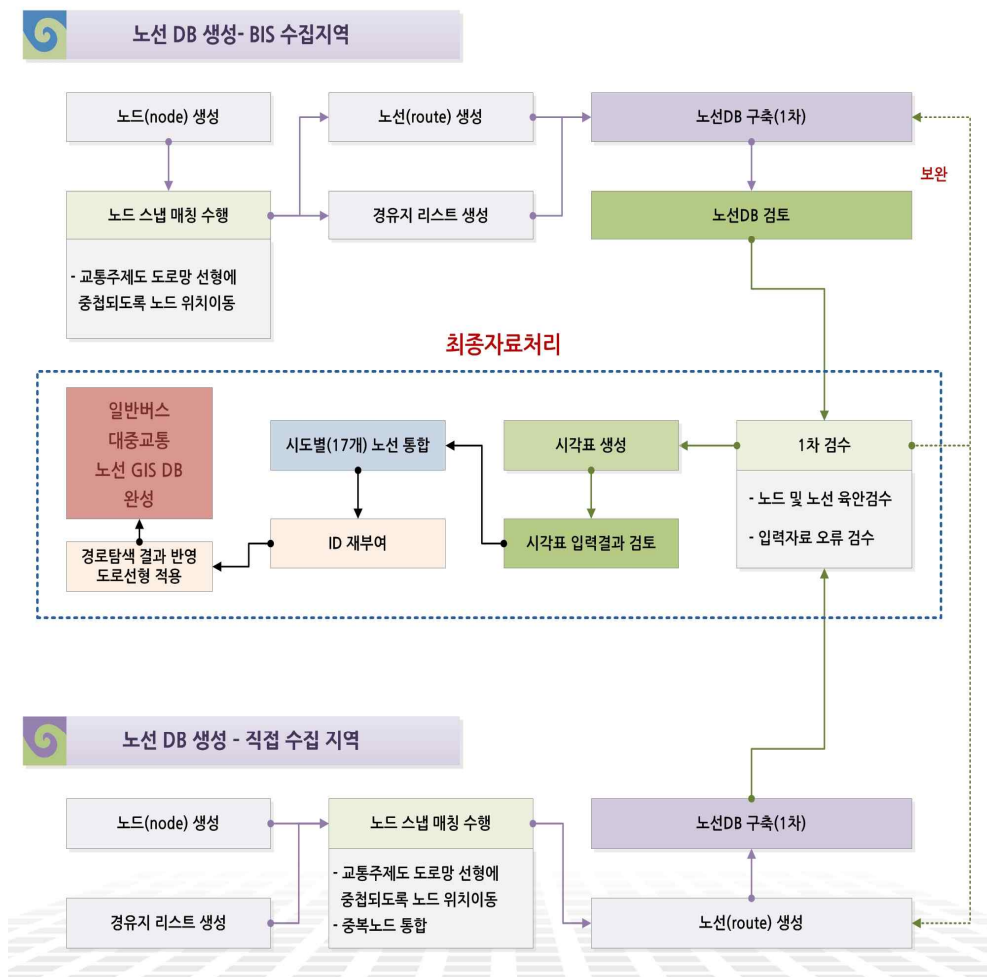 노선 DB 생성- BIS 수집지역
노드(node) 생성
노선(route) 생성
노선DB 구축(1차)
보완
노드 스냅 매칭 수행
경유지 리스트 생성
노선DB 검토
- 교통주제도 도로망 선형에
중첩되도록 노드 위치이동
최종자료처리
일반버스
대중교통
노선 GIS DB
완성
시도별(17개) 노선 통합
시각표 생성
1차 검수
- 노드 및 노선 육안검수
- 입력자료 오류 검수
경로탐색 결과 반영
도로선형 적용
ID 재부여
시각표 입력결과 검토
노선 DB 생성 - 직접 수집 지역
노드(node) 생성
노드 스냅 매칭 수행
노선DB 구축(1차)
- 교통주제도 도로망 선형에
중첩되도록 노드 위치이동
- 중복노드 통합
경유지 리스트 생성
노선(route) 생성